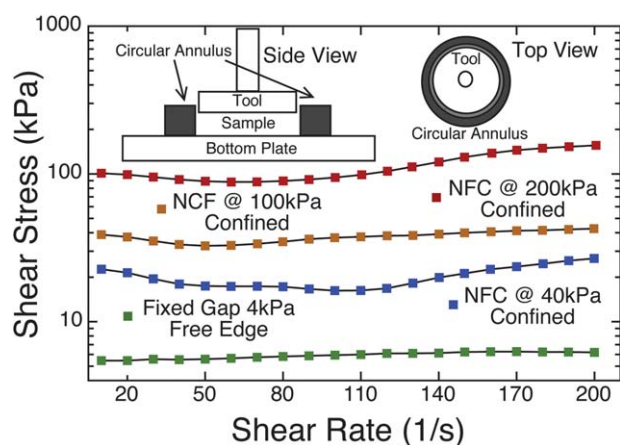 1000
100
10
Shear Stress (kPa)
Circular Annulus
Side View
Tool
Sample
Bottom Plate
Tool
Top View
Circular Annulus
NCF @ 100kPa
Confined
NFC @ 200kPa
Confined
Fixed Gap 4kPa
Free Edge
NFC @ 40kPa
Confined
20 50 80 110 140 170 200
Shear Rate (1/s)